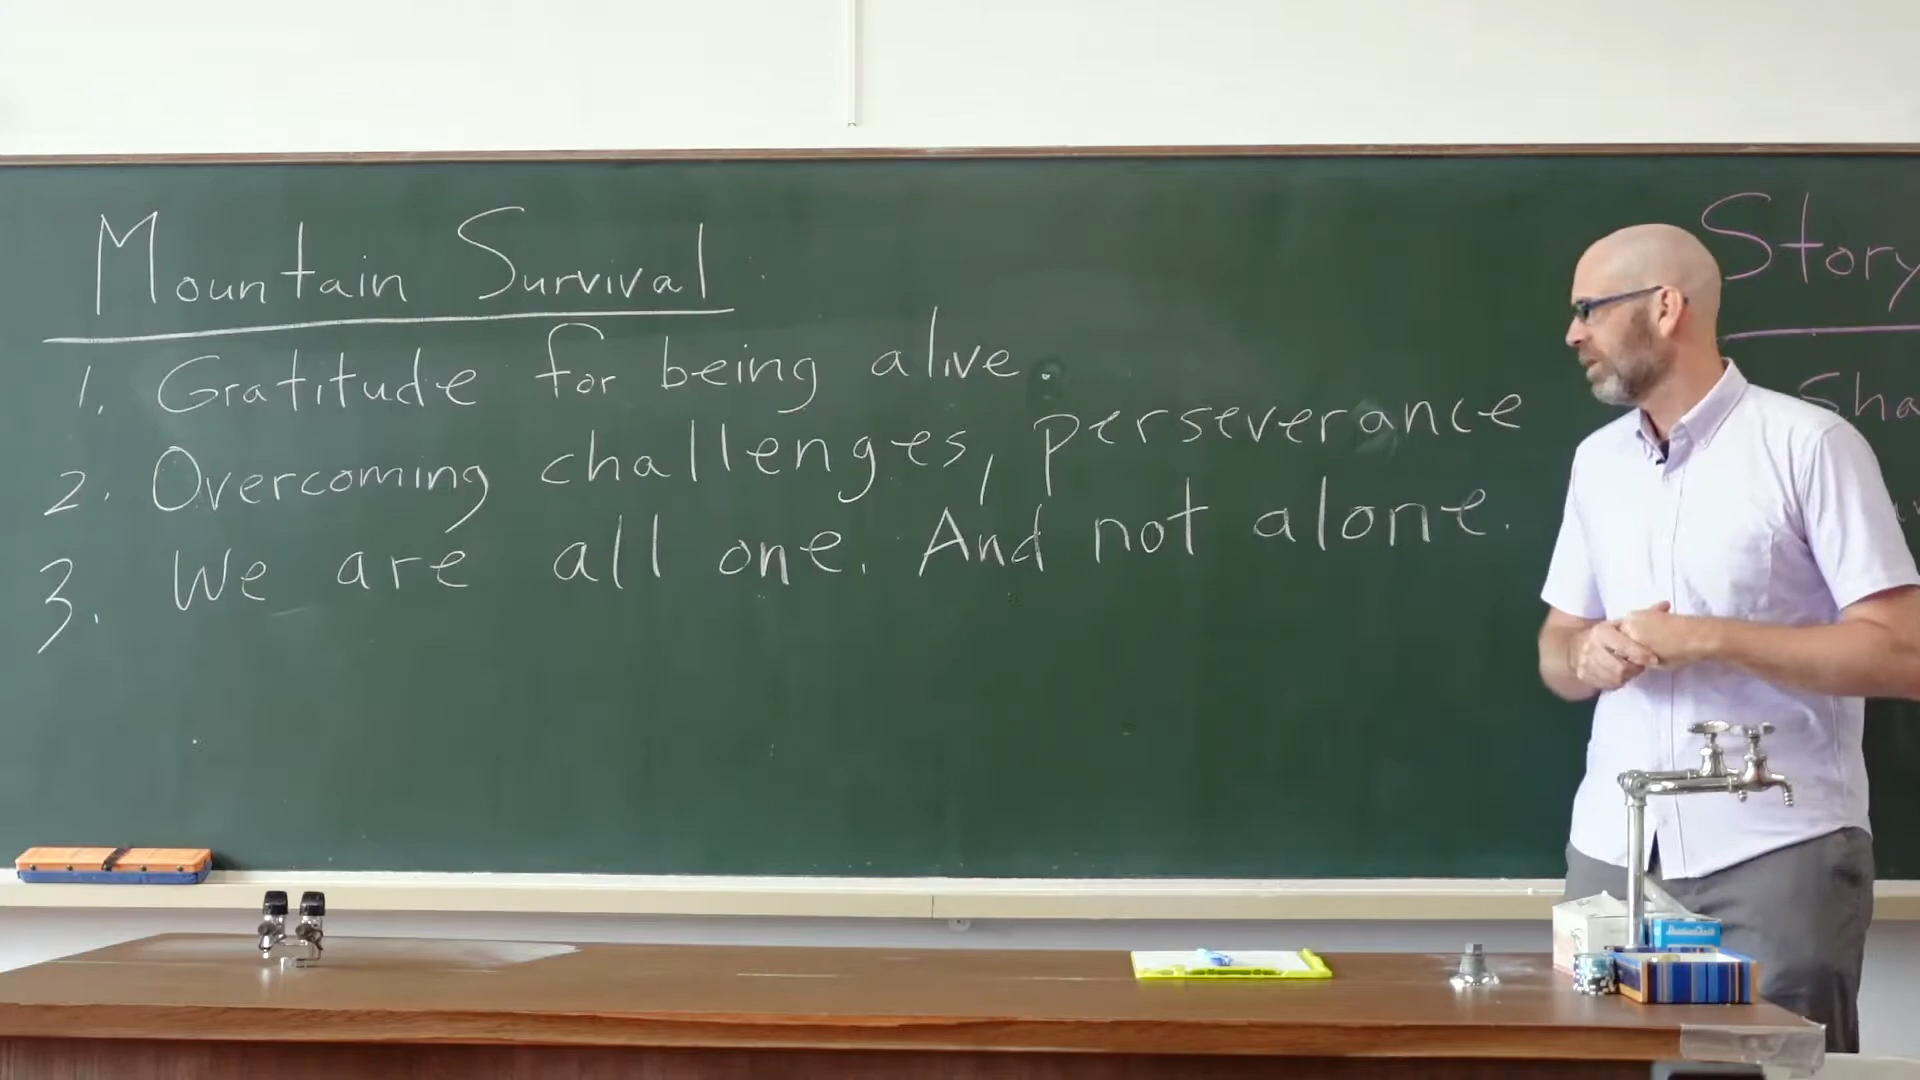 Mountain Survival
1. Gratitude for being alive.
2. Overcoming challenges, perseverance
3. We are all one. And not alone.
Story
Sha